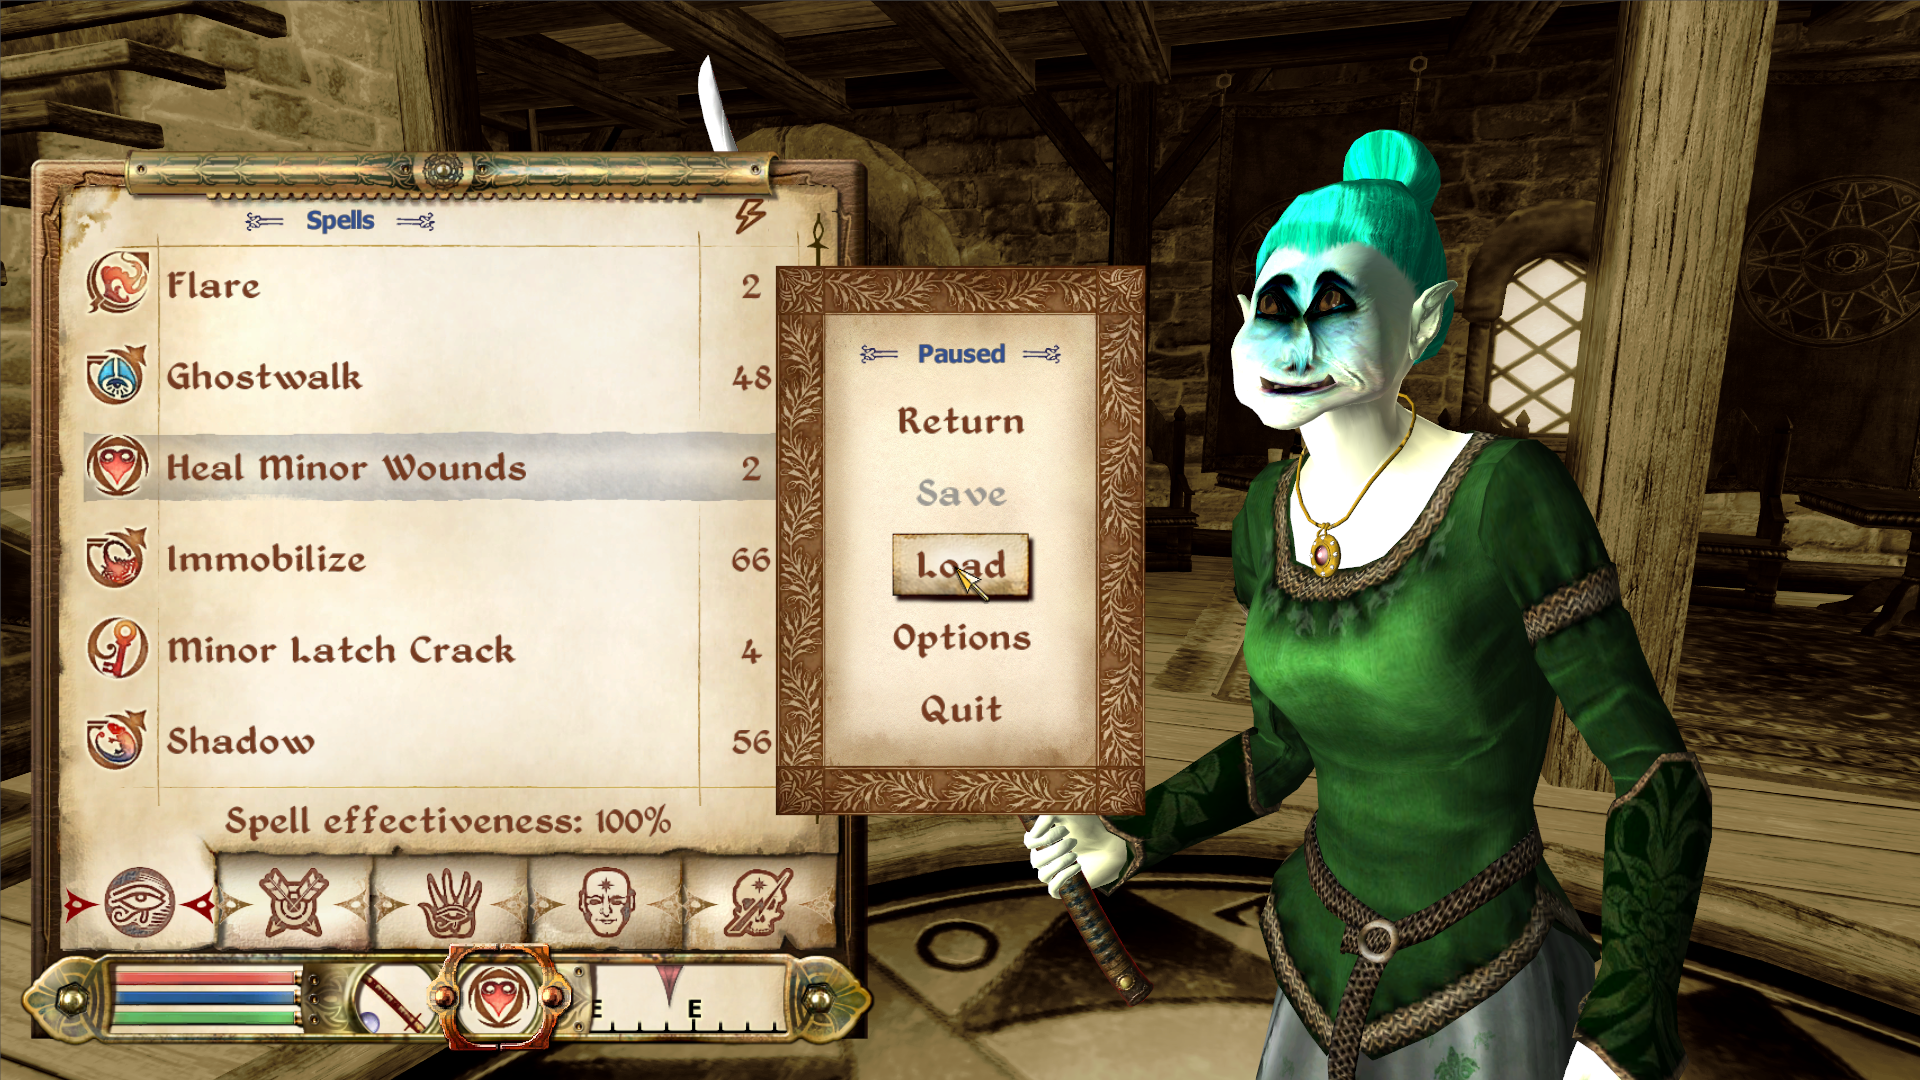 Spells
Flare 2
Ghostwalk 48
Heal Minor Wounds 2
Immobilize 66
Minor Latch Crack 4
Shadow 56
Spell effectiveness: 100%
E E
Paused
Return
Save
Load
Options
Quit